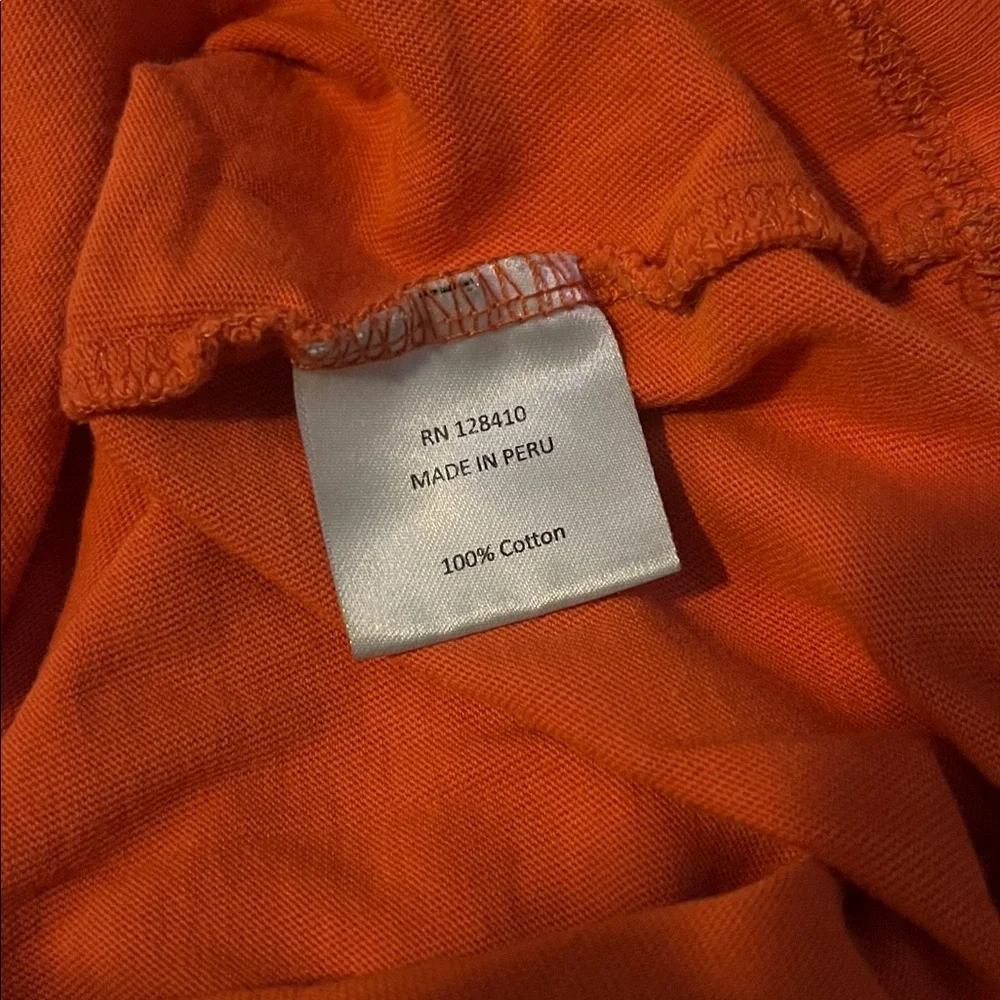 RN 128410
MADE IN PERU
100% Cotton